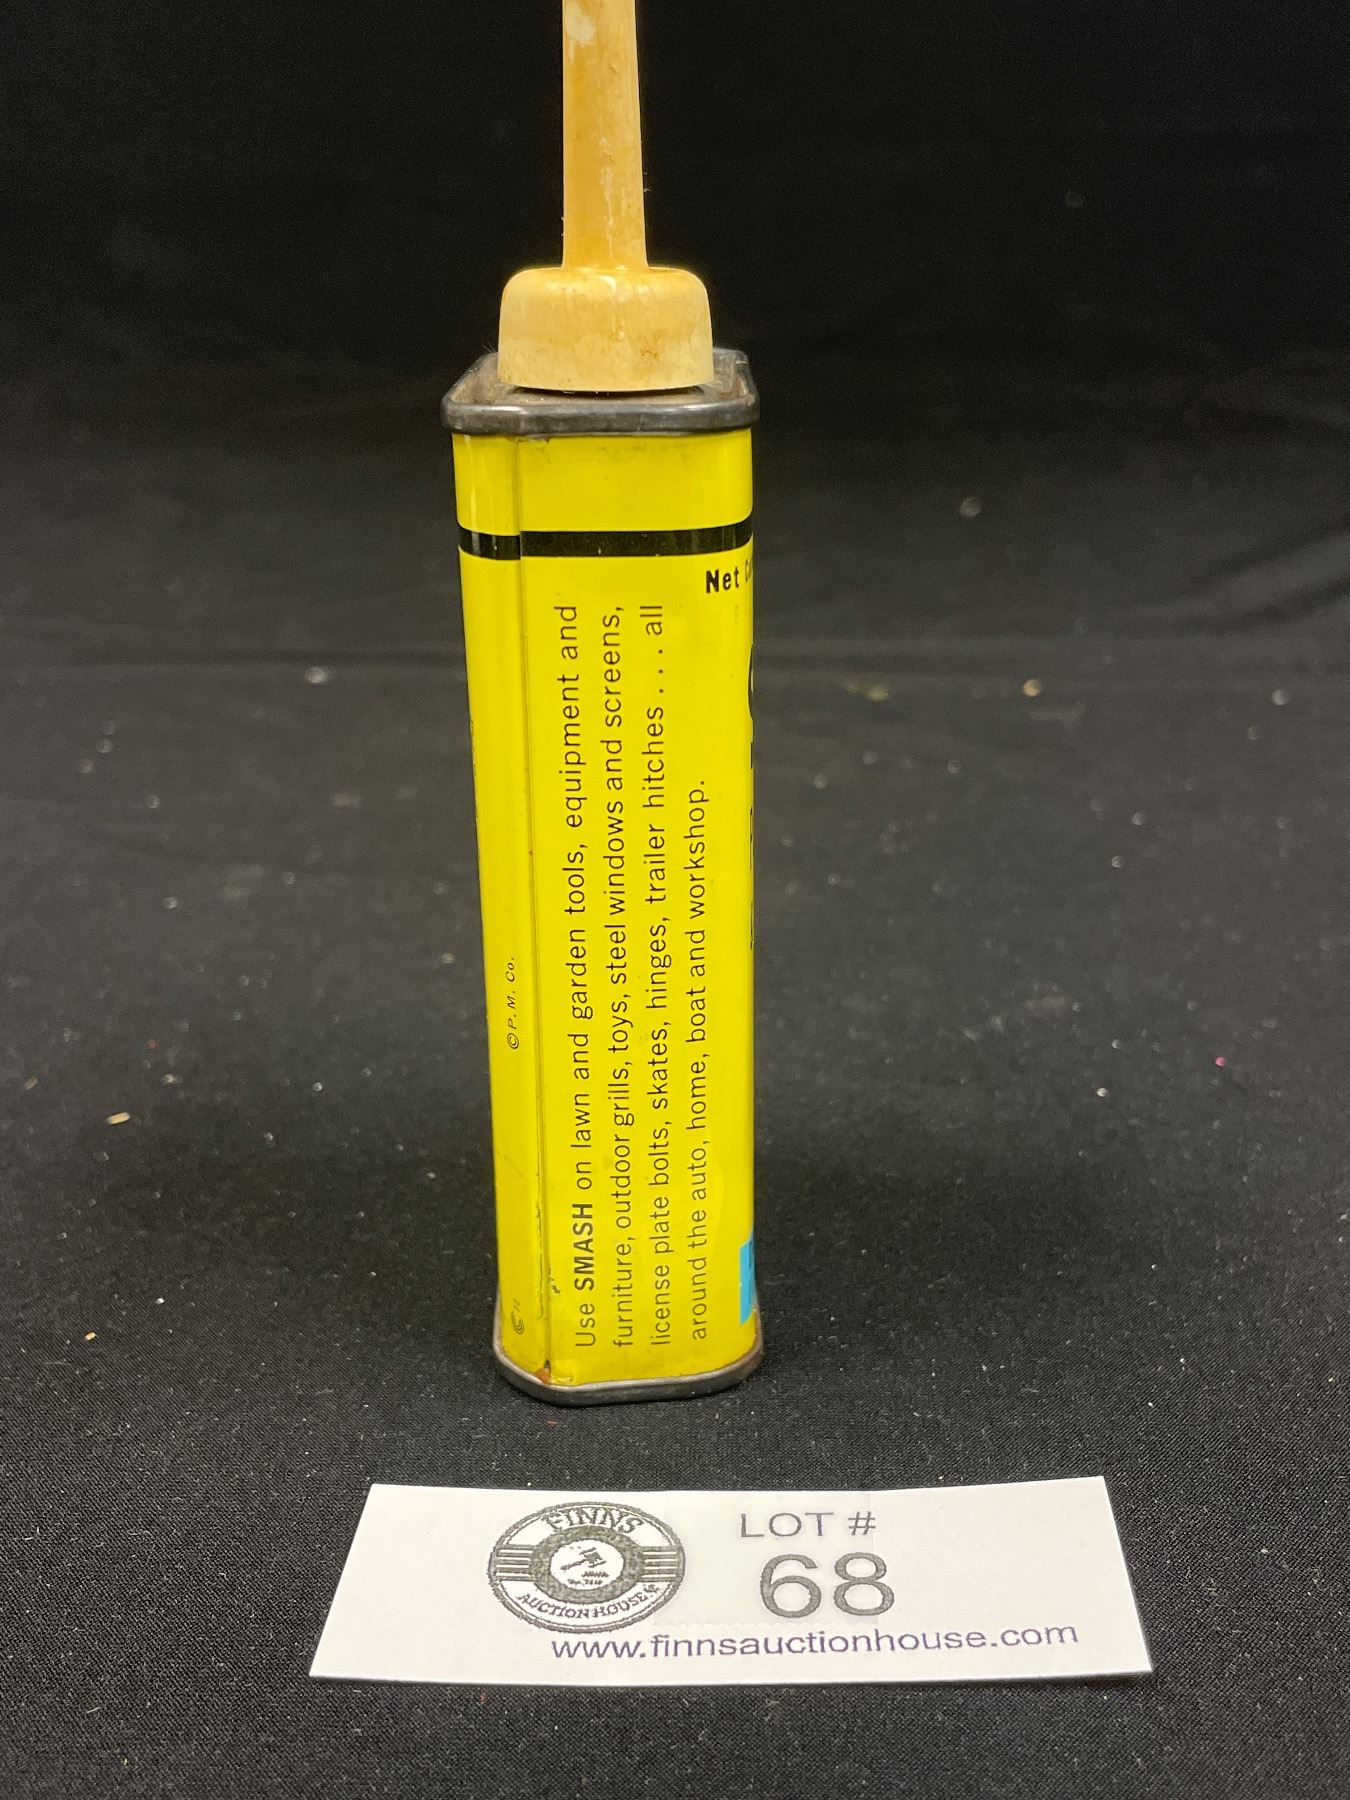 Net
Use SMASH on lawn and garden tools, equipment and
furniture, outdoor grills, toys, steel windows and screens,
license plate bolts, skates, hinges, trailer hitches . . . . all
around the auto, home, boat and workshop.
© P. M. Co.
FINNS
AUCTION HOUSE
LOT #
68
www.finnsauctionhouse.com